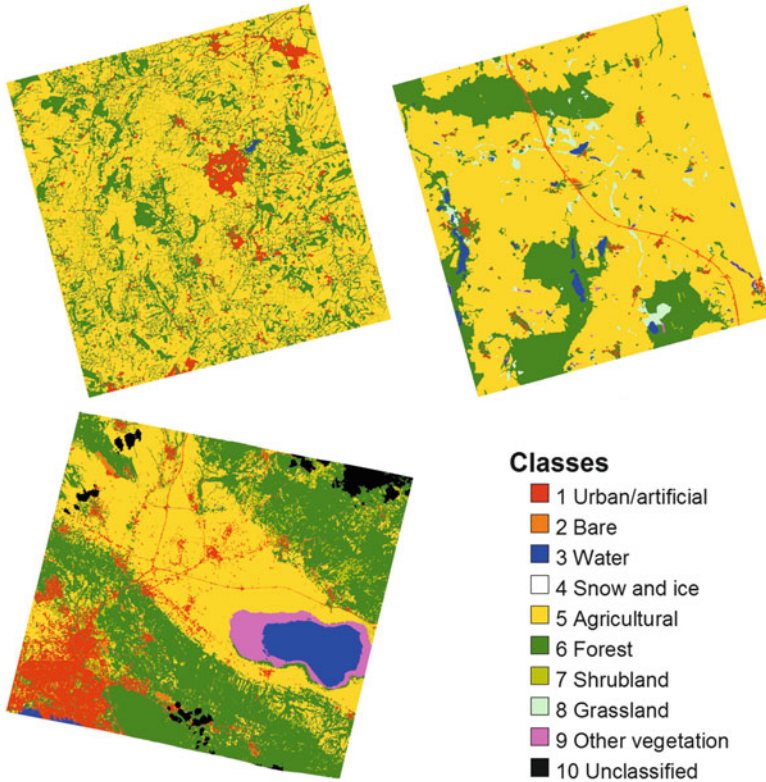 Classes
1 Urban/artificial
2 Bare
3 Water
4 Snow and ice
5 Agricultural
6 Forest
7 Shrubland
8 Grassland
9 Other vegetation
10 Unclassified